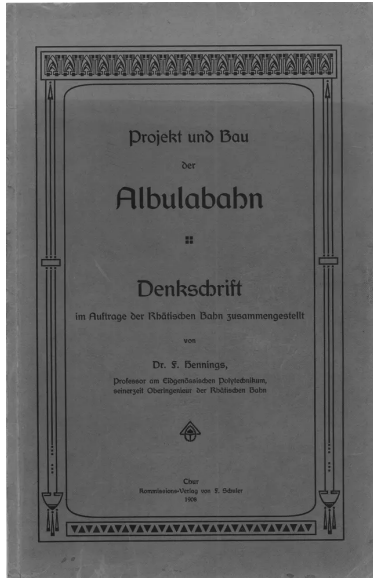 Projekt und Bau
der
Albulabahn
Denkschrift
im Auftrage der Rhätischen Bahn zusammengestellt
von
Dr. F. Hennings,
Professor am Eidgenössischen Polytechnikum,
seinerzeit Oberingenieur der Rhätischen Bahn
Chur
Kommissions-Verlag von F. Schuler
1908